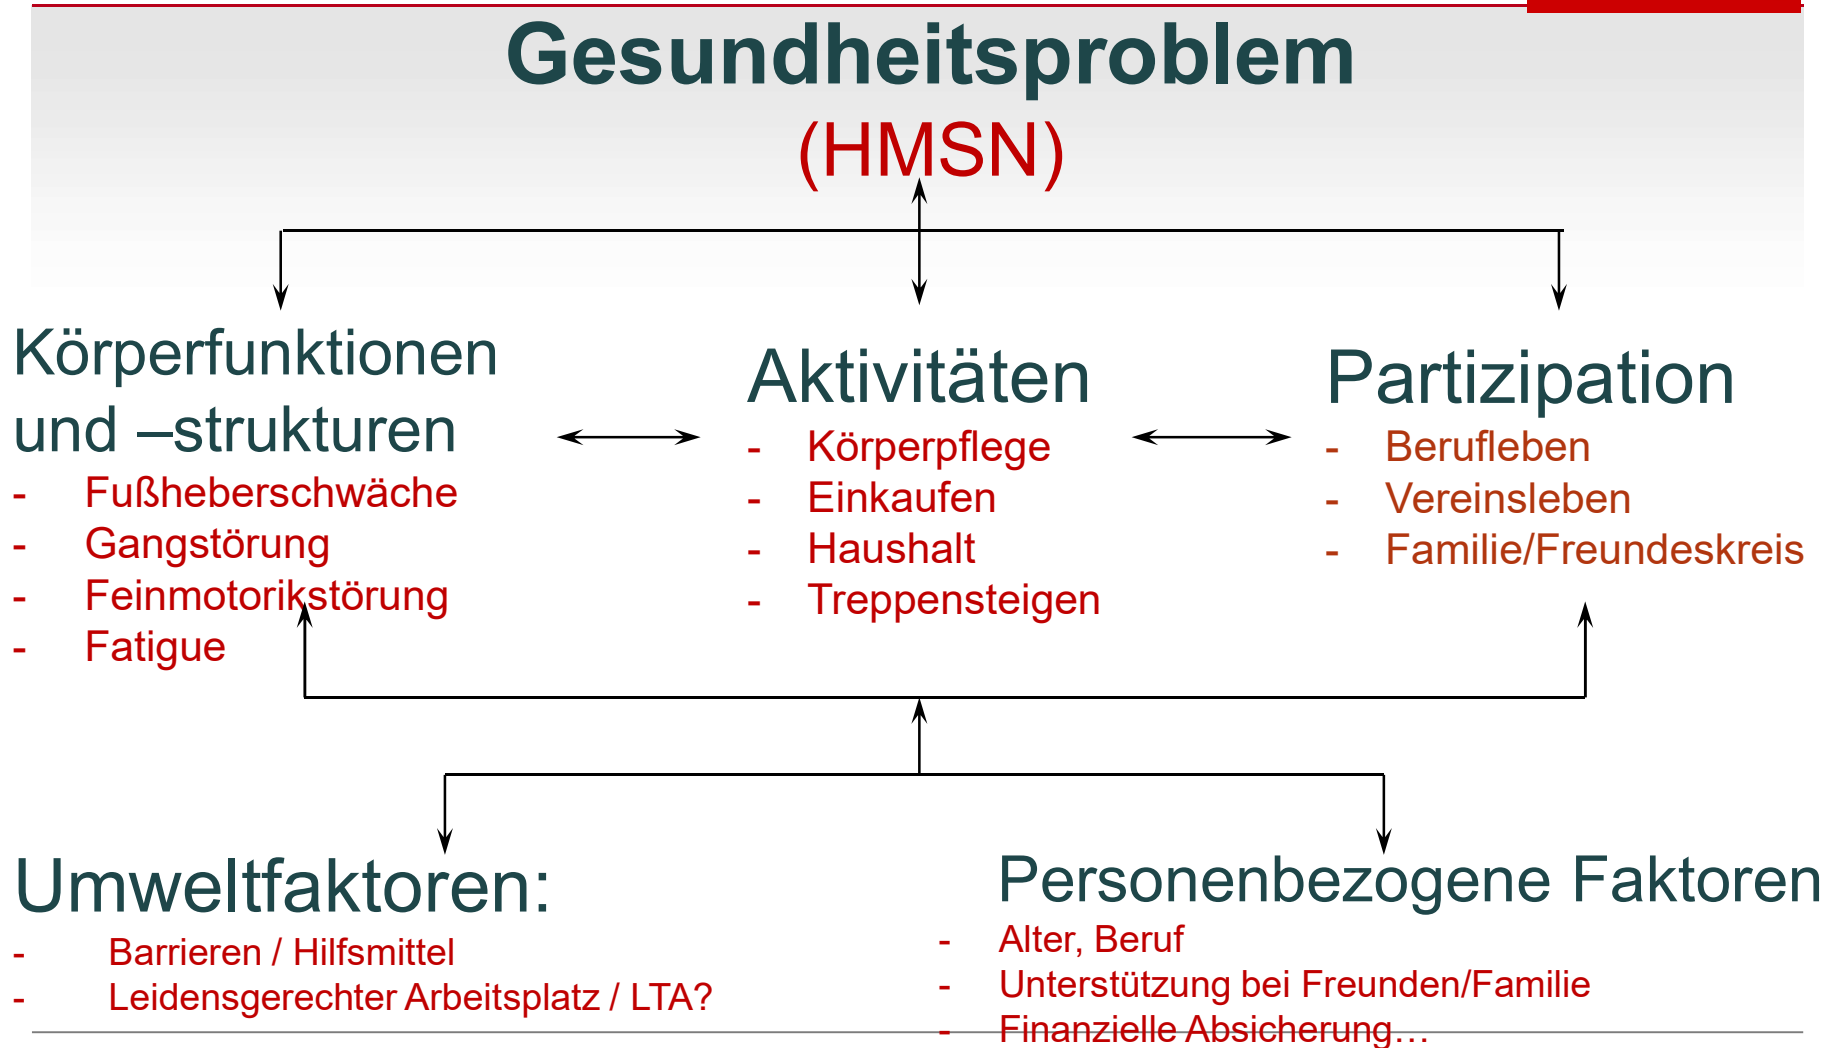 Gesundheitsproblem
(HMSN)
Körperfunktionen
und –strukturen
- Fußheberschwäche
- Gangstörung
- Feinmotorikstörung
- Fatigue
Aktivitäten
- Körperpflege
- Einkaufen
- Haushalt
- Treppensteigen
Partizipation
- Berufleben
- Vereinsleben
- Familie/Freundeskreis
Umweltfaktoren:
- Barrieren / Hilfsmittel
- Leidensgerechter Arbeitsplatz / LTA?
Personenbezogene Faktoren
- Alter, Beruf
- Unterstützung bei Freunden/Familie
- Finanzielle Absicherung…